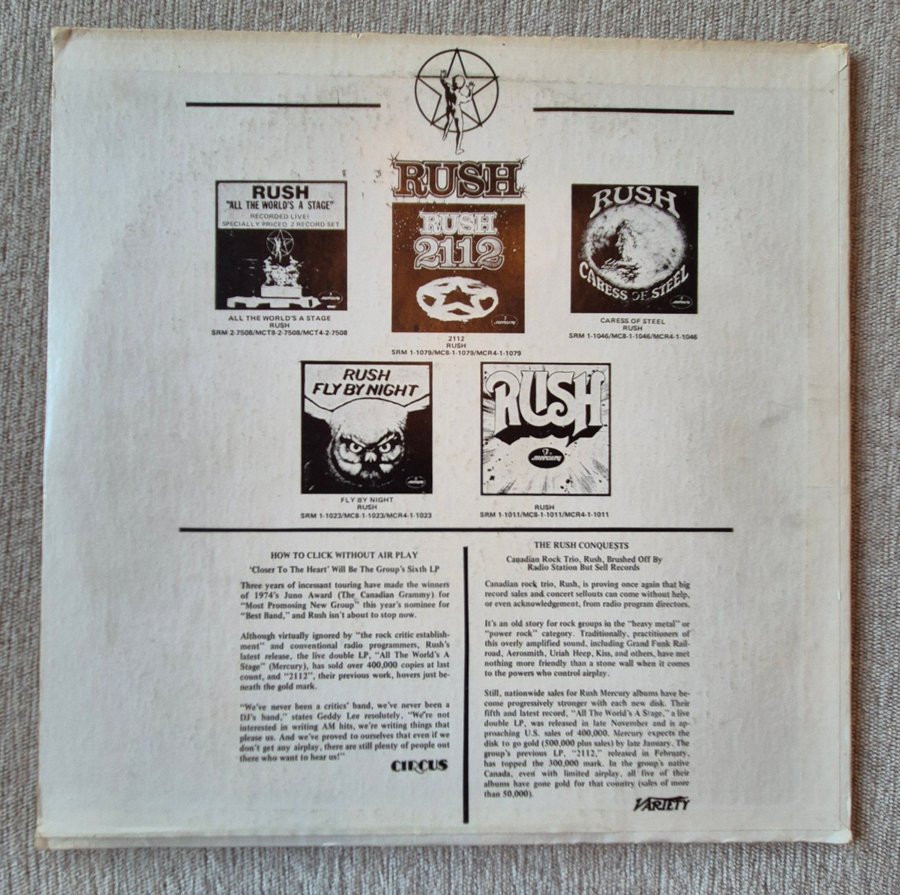 RUSH
RUSH
"ALL THE WORLD'S A STAGE"
RECORDED LIVE!
SPECIALLY PRICED 2 RECORD SET
mercury
ALL THE WORLD'S A STAGE
RUSH
SRM 2-7508/MCT8-2-7508/MCT4-2-7508
RUSH
2112
mercury
2112
RUSH
SRM 1-1079/MC8-1-1079/MCR4-1-1079
RUSH
CARESS OF STEEL
mercury
CARESS OF STEEL
RUSH
SRM 1-1046/MC8-1-1046/MCR4-1-1046
RUSH
FLY BY NIGHT
mercury
FLY BY NIGHT
RUSH
SRM 1-1023/MC8-1-1023/MCR4-1-1023
RUSH
mercury
RUSH
SRM 1-1011/MC8-1-1011/MCR4-1-1011
HOW TO CLICK WITHOUT AIR PLAY
'Closer To The Heart' Will Be The Group's Sixth LP
Three years of incessant touring have made the winners
of 1974's Juno Award (The Canadian Grammy) for
"Most Promosing New Group" this year's nominee for
"Best Band," and Rush isn't about to stop now.
Although virtually ignored by "the rock critic establish-
ment" and conventional radio programmers, Rush's
latest release, the live double LP, "All The World's A
Stage" (Mercury), has sold over 400,000 copies at last
count, and "2112", their previous work, hovers just be-
neath the gold mark.
"We've never been a critics' band, we've never been a
DJ's band," states Geddy Lee resolutely. "We're not
interested in writing AM hits, we're writing things that
please us. And we've proved to ourselves that even if we
don't get any airplay, there are still plenty of people out
there who want to hear us!"
CIRCUS
THE RUSH CONQUESTS
Canadian Rock Trio, Rush, Brushed Off By
Radio Station But Sell Records
Canadian rock trio, Rush, is proving once again that big
record sales and concert sellouts can come without help,
or even acknowledgement, from radio program directors.
It's an old story for rock groups in the "heavy metal" or
"power rock" category. Traditionally, practitioners of
this overly amplified sound, including Grand Funk Rail-
road, Aerosmith, Uriah Heep, Kiss, and others, have met
nothing more friendly than a stone wall when it comes
to the powers who control airplay.
Still, nationwide sales for Rush Mercury albums have be-
come progressively stronger with each new disk. Their
fifth and latest record, "All The World's A Stage," a live
double LP, was released in late November and is ap-
proaching U.S. sales of 400,000. Mercury expects the
disk to go gold (500,000 plus sales) by late January. The
group's previous LP, "2112," released in February,
has topped the 300,000 mark. In the group's native
Canada, even with limited airplay, all five of their
albums have gone gold for that country (sales of more
than 50,000).
VARIETY